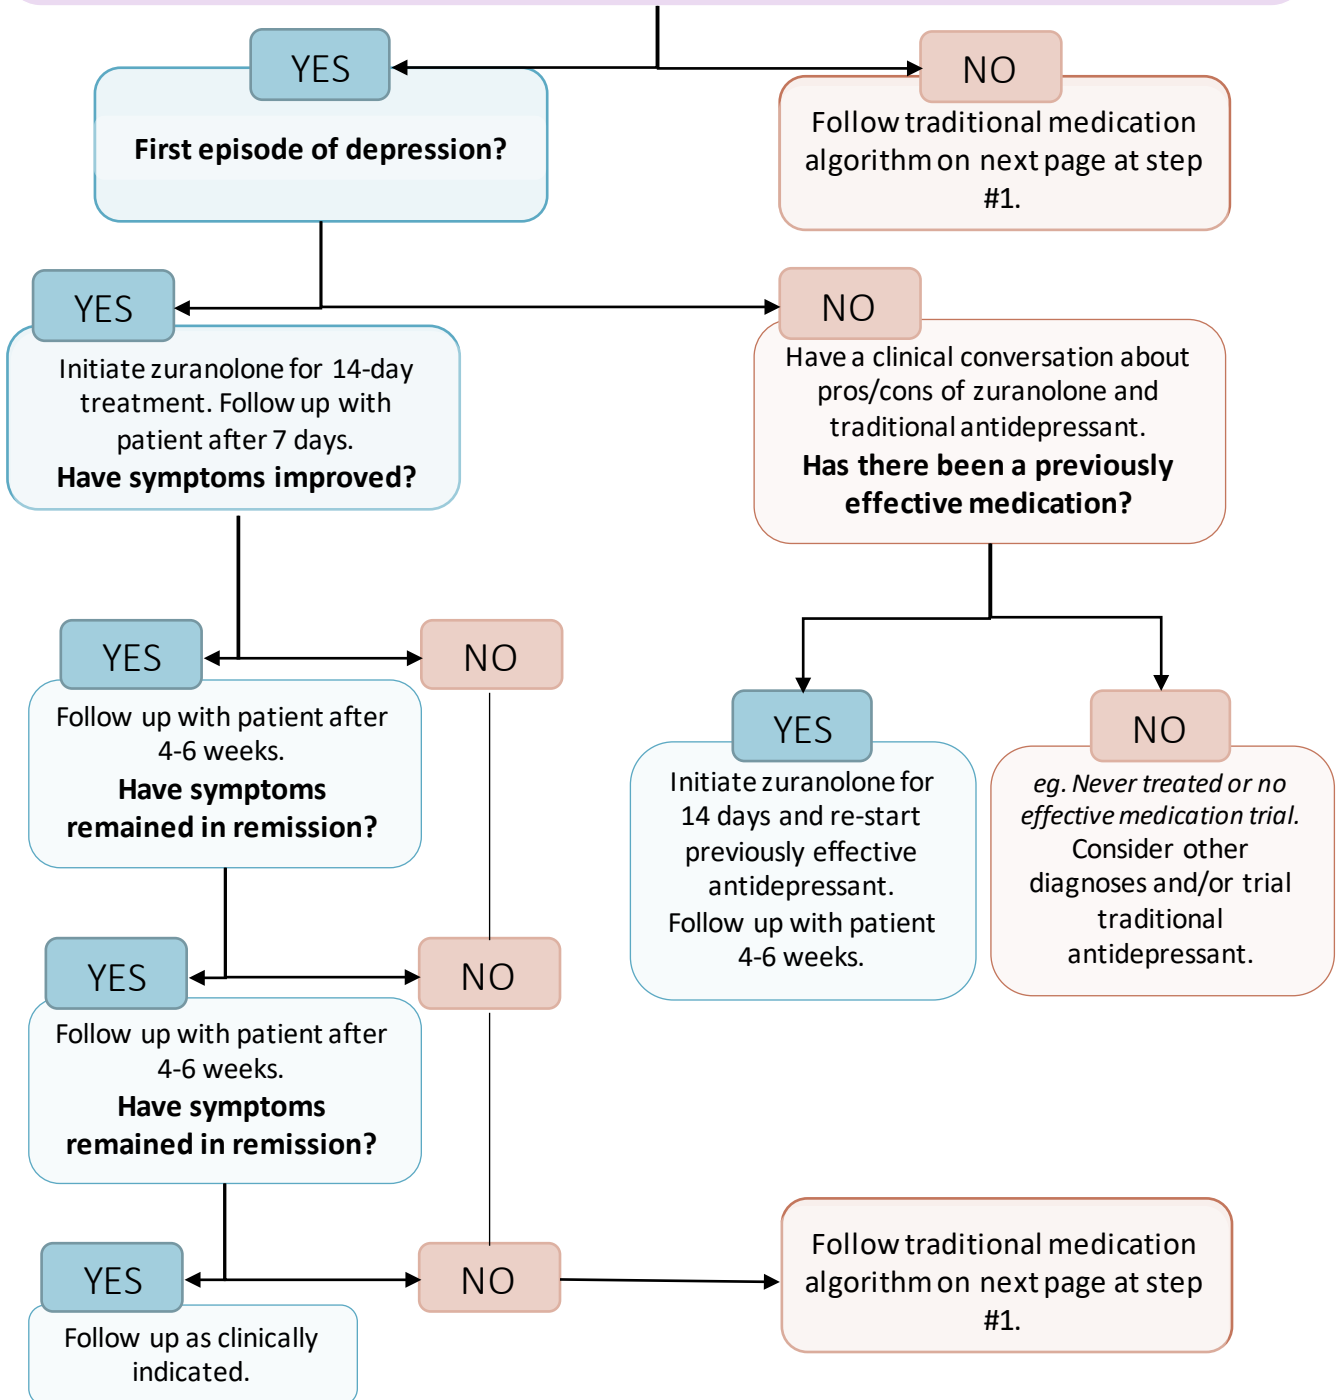 YES
NO
First episode of depression?
Follow traditional medication
algorithm on next page at step
#1.
YES
NO
Initiate zuranolone for 14-day
treatment. Follow up with
patient after 7 days.
Have symptoms improved?
Have a clinical conversation about
pros/cons of zuranolone and
traditional antidepressant.
Has there been a previously
effective medication?
YES
NO
Follow up with patient after
4-6 weeks.
Have symptoms
remained in remission?
YES
NO
Initiate zuranolone for
14 days and re-start
previously effective
antidepressant.
Follow up with patient
4-6 weeks.
eg. Never treated or no
effective medication trial.
Consider other
diagnoses and/or trial
traditional
antidepressant.
YES
NO
Follow up with patient after
4-6 weeks.
Have symptoms
remained in remission?
YES
NO
Follow traditional medication
algorithm on next page at step
#1.
Follow up as clinically
indicated.